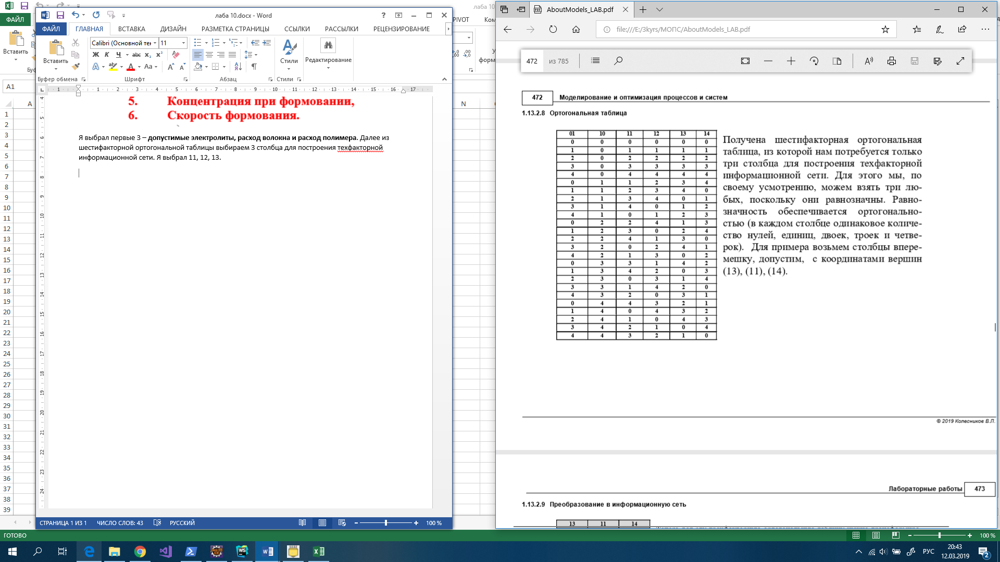 лаба 10.docx - Word
ФАЙЛ
ГЛАВНАЯ
ВСТАВКА
ДИЗАЙН
РАЗМЕТКА СТРАНИЦЫ
ССЫЛКИ
РАССЫЛКИ
РЕЦЕНЗИРОВАНИЕ
Вставить
Calibri (Основной тек
11
Стили
Редактирование
Буфер обмена
Шрифт
Абзац
Стили
5. Концентрация при формовании,
6. Скорость формования.
Я выбрал первые 3 – допустимые электролиты, расход волокна и расход полимера. Далее из
шестифакторной ортогональной таблицы выбираем 3 столбца для построения техфакторной
информационной сети. Я выбрал 11, 12, 13.
СТРАНИЦА 1 ИЗ 1 ЧИСЛО СЛОВ: 43 РУССКИЙ 100 %
ФАЙЛ
Вставить
A1
A
N
1
2
3
4
5
6
7
8
9
10
11
12
13
14
15
16
17
18
19
20
21
22
23
24
25
26
27
28
29
30
31
32
33
34
35
36
37
38
39
ГОТОВО
100 %
AboutModels_LAB.pdf
file:///E:/3kyrs/МОПС/AboutModels_LAB.pdf
472 из 785
472 Моделирование и оптимизация процессов и систем
1.13.2.8 Ортогональная таблица
01 10 11 12 13 14
0 0 0 0 0 0
1 0 1 1 1 1
2 0 2 2 2 2
3 0 3 3 3 3
4 0 4 4 4 4
0 1 1 2 3 4
1 1 2 3 4 0
2 1 3 4 0 1
3 1 4 0 1 2
4 1 0 1 2 3
0 2 2 4 1 3
1 2 3 0 2 4
2 2 4 1 3 0
3 2 0 2 4 1
4 2 1 3 0 2
0 3 3 1 4 2
1 3 4 2 0 3
2 3 0 3 1 4
3 3 1 4 2 0
4 3 2 0 3 1
0 4 4 3 2 1
1 4 0 4 3 2
2 4 1 0 4 3
3 4 2 1 0 4
4 4 3 2 1 0
Получена шестифакторная ортогональная
таблица, из которой нам потребуется только
три столбца для построения техфакторной
информационной сети. Для этого мы, по
своему усмотрению, можем взять три лю-
бых, поскольку они равнозначны. Равно-
значность обеспечивается ортогонально-
стью (в каждом столбце одинаковое количе-
ство нулей, единиц, двоек, троек и четве-
рок). Для примера возьмем столбцы впере-
мешку, допустим, с координатами вершин
(13), (11), (14).
© 2019 Колесников В.Л.
Лабораторные работы 473
1.13.2.9 Преобразование в информационную сеть
13 11 14
РУС
20:43
12.03.2019
2